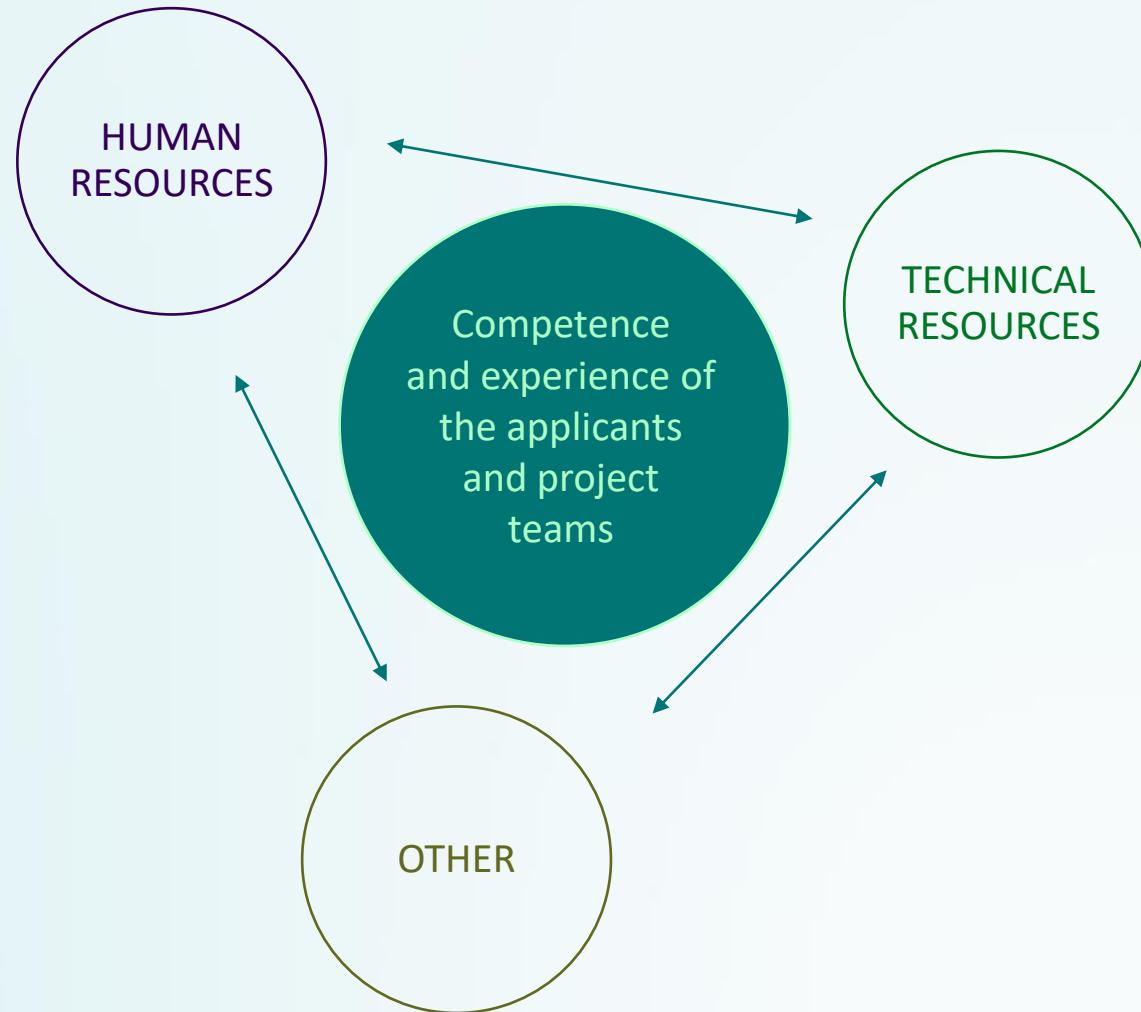 HUMAN
RESOURCES
TECHNICAL
RESOURCES
Competence
and experience of
the applicants
and project
teams
OTHER